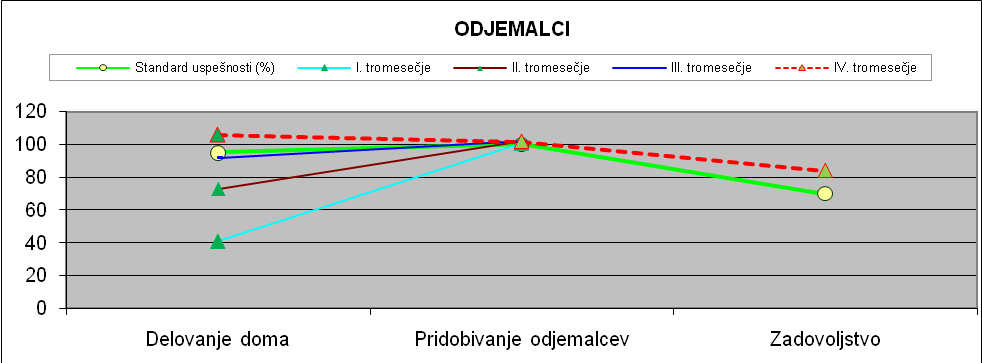 ODJEMALCI
Standard uspešnosti (%) I. tromesečje II. tromesečje III. tromesečje IV. tromesečje
120
100
80
60
40
20
0
Delovanje doma Pridobivanje odjemalcev Zadovoljstvo